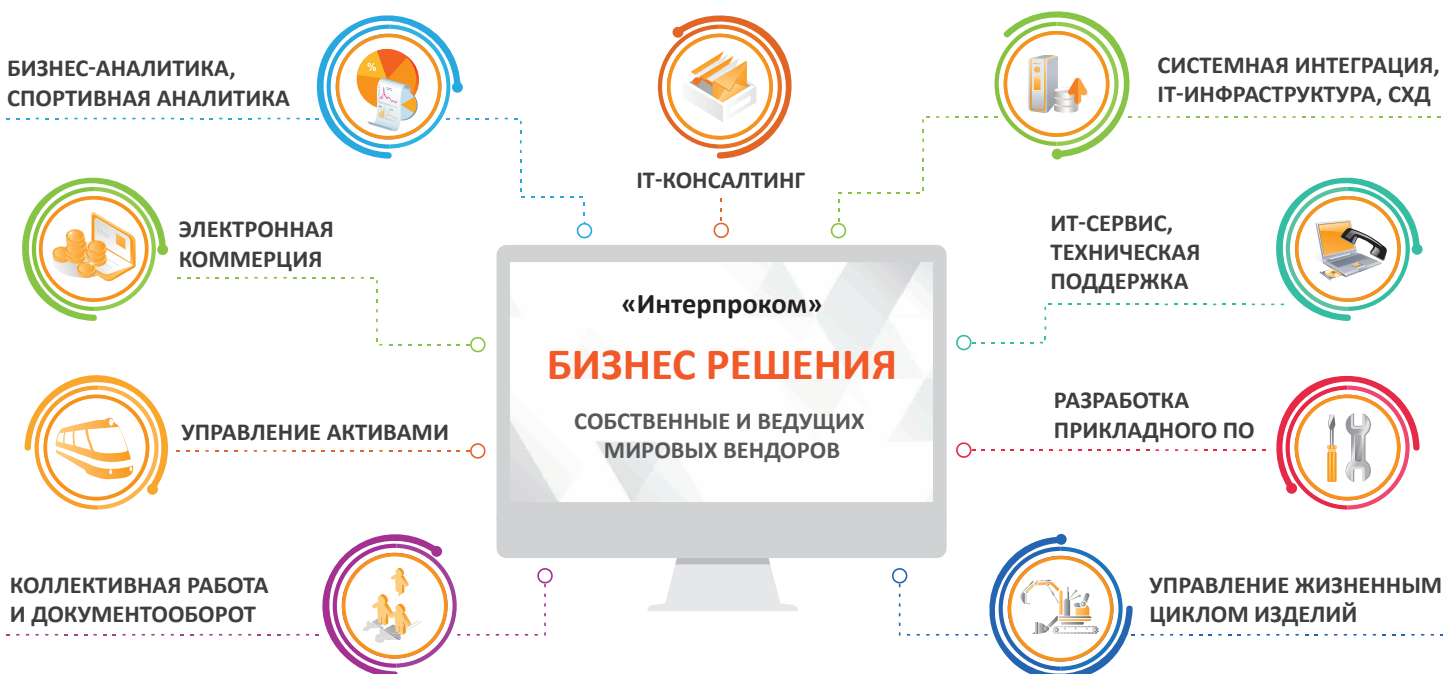 БИЗНЕС-АНАЛИТИКА,
СПОРТИВНАЯ АНАЛИТИКА
%
IT-КОНСАЛТИНГ
СИСТЕМНАЯ ИНТЕГРАЦИЯ,
IT-ИНФРАСТРУКТУРА, СХД
ЭЛЕКТРОННАЯ
КОММЕРЦИЯ
ИТ-СЕРВИС,
ТЕХНИЧЕСКАЯ
ПОДДЕРЖКА
«Интерпроком»
БИЗНЕС РЕШЕНИЯ
СОБСТВЕННЫЕ И ВЕДУЩИХ
МИРОВЫХ ВЕНДОРОВ
УПРАВЛЕНИЕ АКТИВАМИ
РАЗРАБОТКА
ПРИКЛАДНОГО ПО
КОЛЛЕКТИВНАЯ РАБОТА
И ДОКУМЕНТООБОРОТ
УПРАВЛЕНИЕ ЖИЗНЕННЫМ
ЦИКЛОМ ИЗДЕЛИЙ